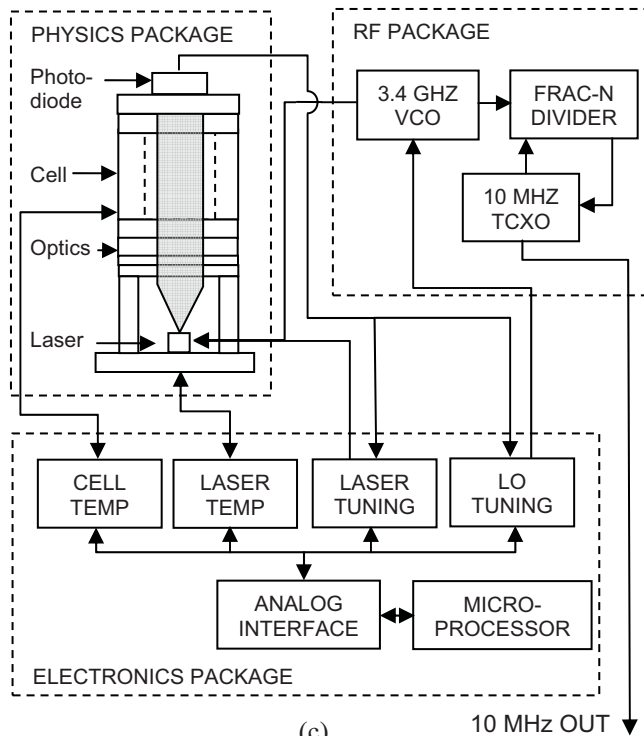 PHYSICS PACKAGE
Photo-
diode
Cell
Optics
Laser
RF PACKAGE
3.4 GHZ
VCO
FRAC-N
DIVIDER
10 MHZ
TCXO
CELL
TEMP
LASER
TEMP
LASER
TUNING
LO
TUNING
ANALOG
INTERFACE
MICRO-
PROCESSOR
ELECTRONICS PACKAGE
(c)
10 MHz OUT